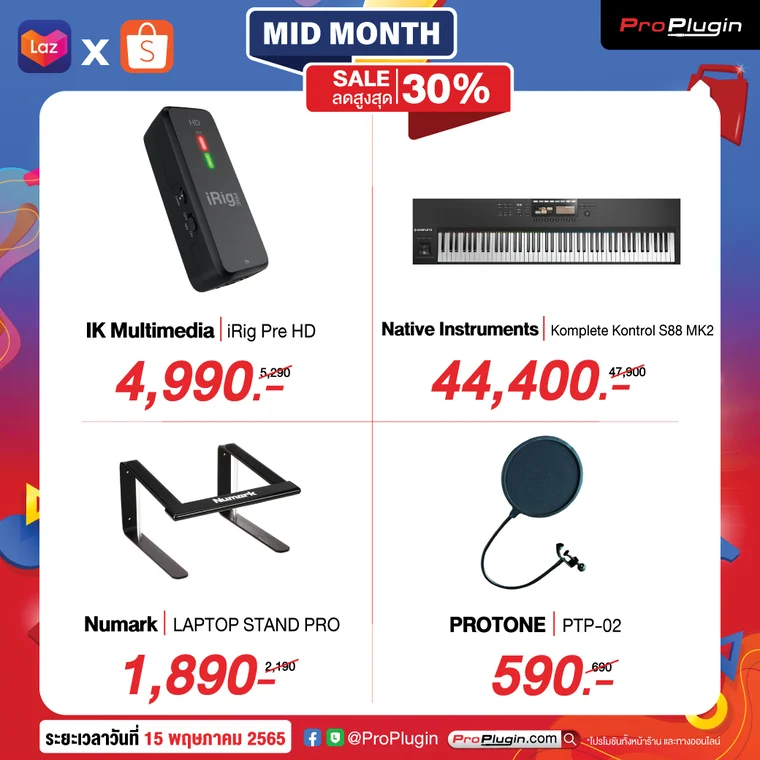 Laz X S
MID MONTH
SALE
ลดสูงสุด
30%
ProPlugin
HD
iRig
PRE
IK Multimedia | iRig Pre HD
4,990.- 5,290
Native Instruments | Komplete Kontrol S88 MK2
44,400.- 47,900
Numark
Numark | LAPTOP STAND PRO
1,890- 2,190
PROTONE | PTP-02
590.- 690
ระยะเวลาวันที่ 15 พฤษภาคม 2565
@ProPlugin
ProPlugin.com
*โปรโมชันทั้งหน้าร้าน และทางออนไลน์